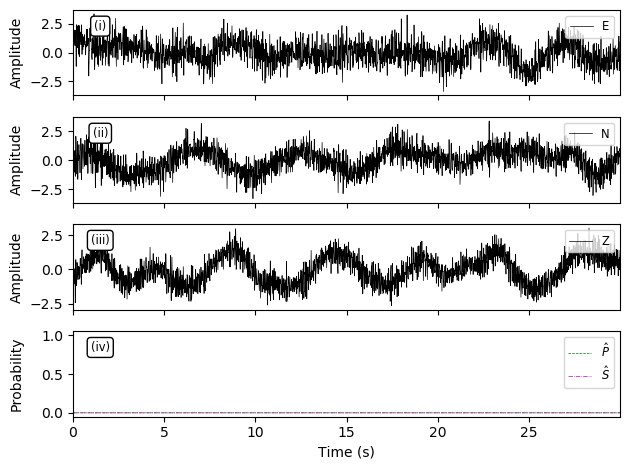 Amplitude
2.5
0.0
−2.5
(i)
E
Amplitude
2.5
0.0
−2.5
(ii)
N
Amplitude
2.5
0.0
−2.5
(iii)
Z
Probability
1.0
0.5
0.0
(iv)
P̂
Ŝ
0 5 10 15 20 25
Time (s)